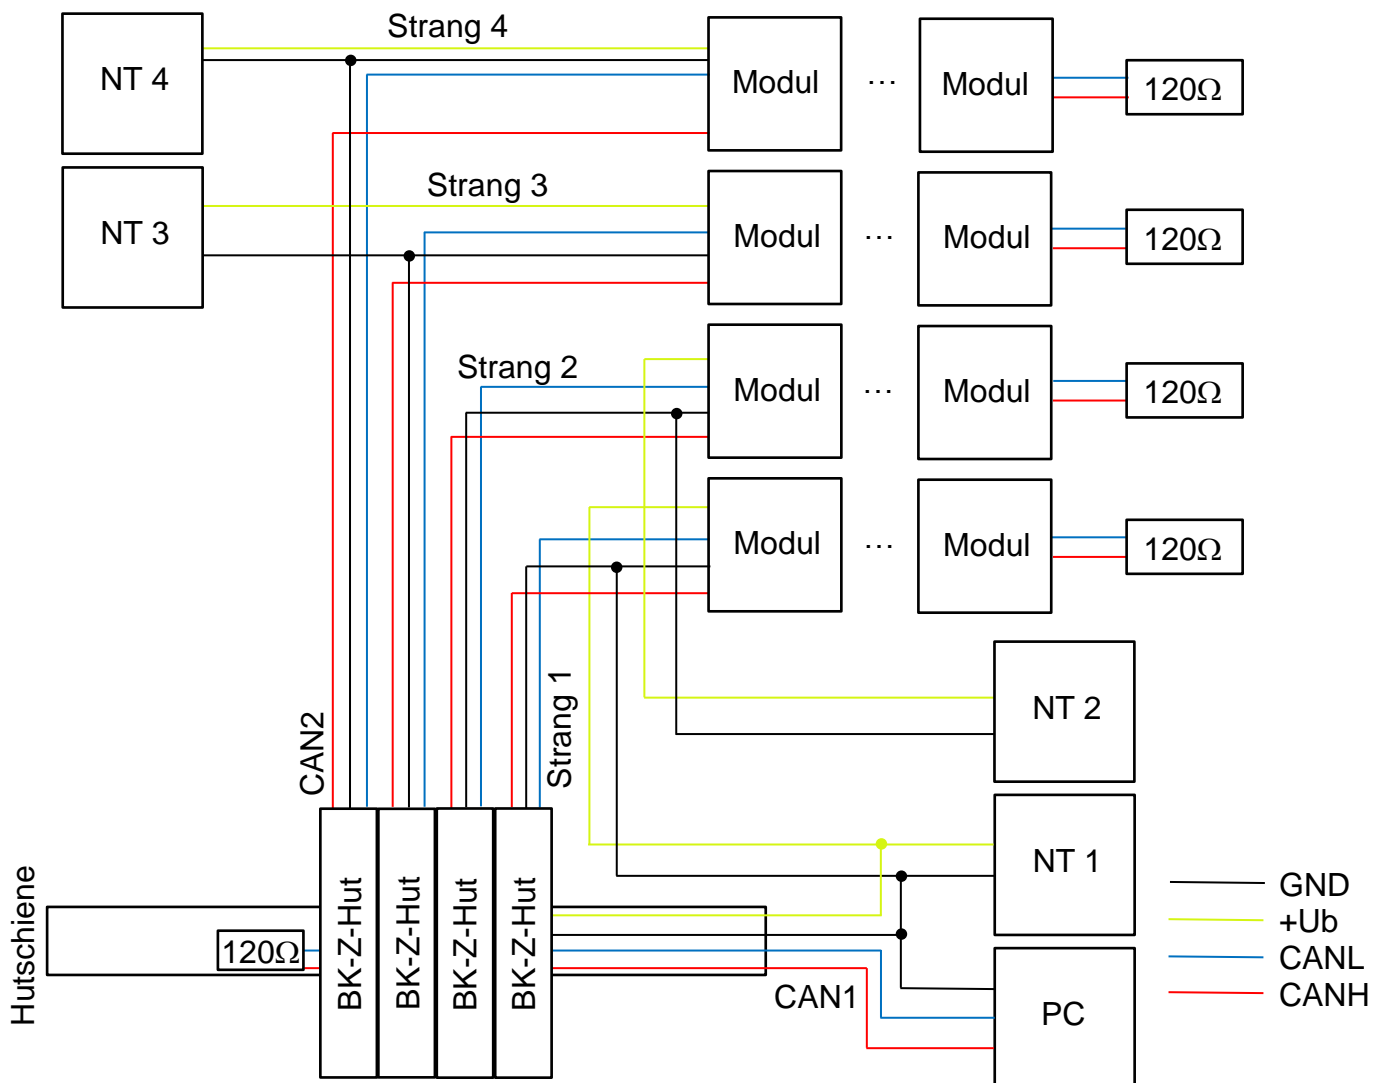 Strang 4
NT 4
Modul
...
Modul
120Ω
Strang 3
NT 3
Modul
...
Modul
120Ω
Strang 2
Modul
...
Modul
120Ω
Modul
...
Modul
120Ω
Strang 1
NT 2
CAN2
NT 1
Hutschiene
120Ω
BK-Z-Hut
BK-Z-Hut
BK-Z-Hut
BK-Z-Hut
CAN1
PC
GND
+Ub
CANL
CANH